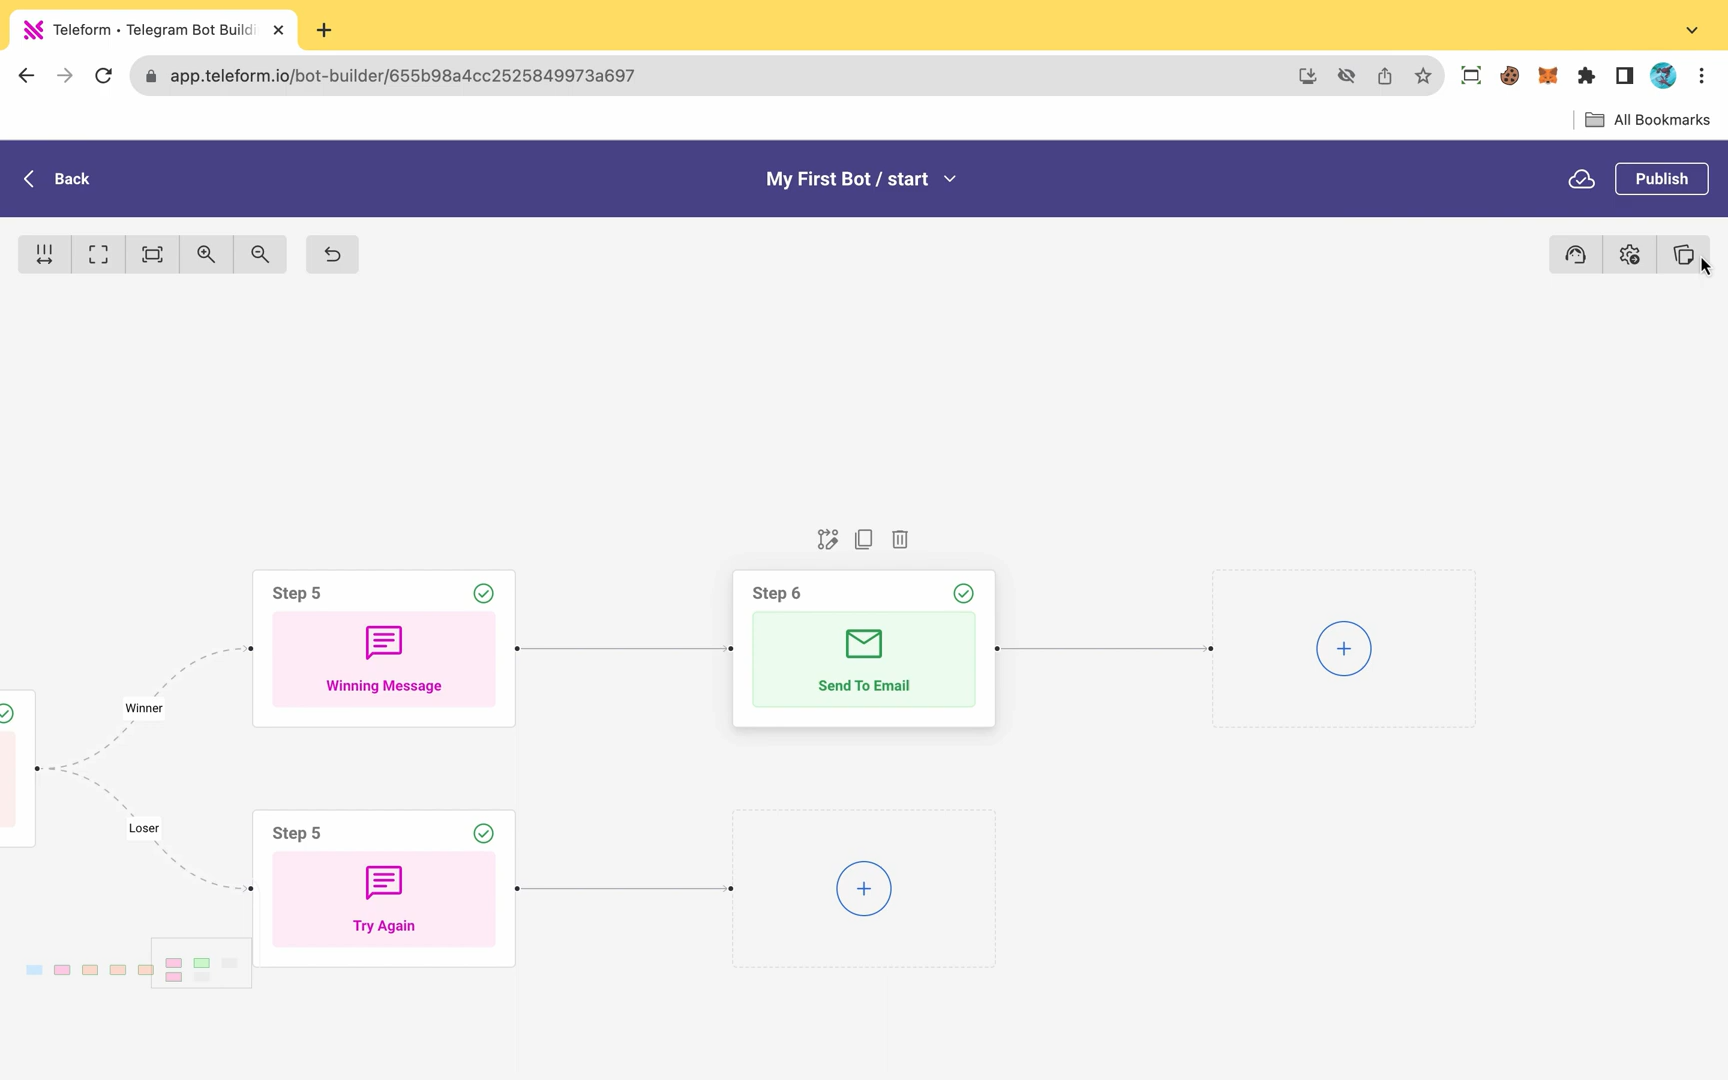 Teleform • Telegram Bot Buildi
app.teleform.io/bot-builder/655b98a4cc2525849973a697
All Bookmarks
Back
My First Bot / start
Publish
Step 5
Winning Message
Step 6
Send To Email
Winner
Loser
Step 5
Try Again